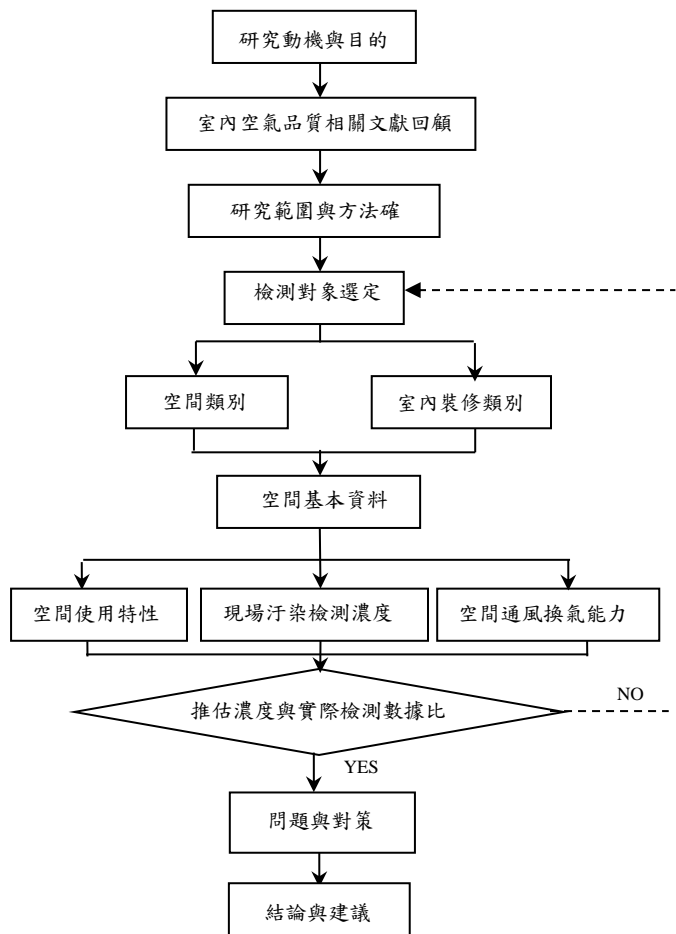 研究動機與目的
室內空氣品質相關文獻回顧
研究範圍與方法確
檢測對象選定
空間類別
室內裝修類別
空間基本資料
空間使用特性
現場汙染檢測濃度
空間通風換氣能力
推估濃度與實際檢測數據比
NO
YES
問題與對策
結論與建議